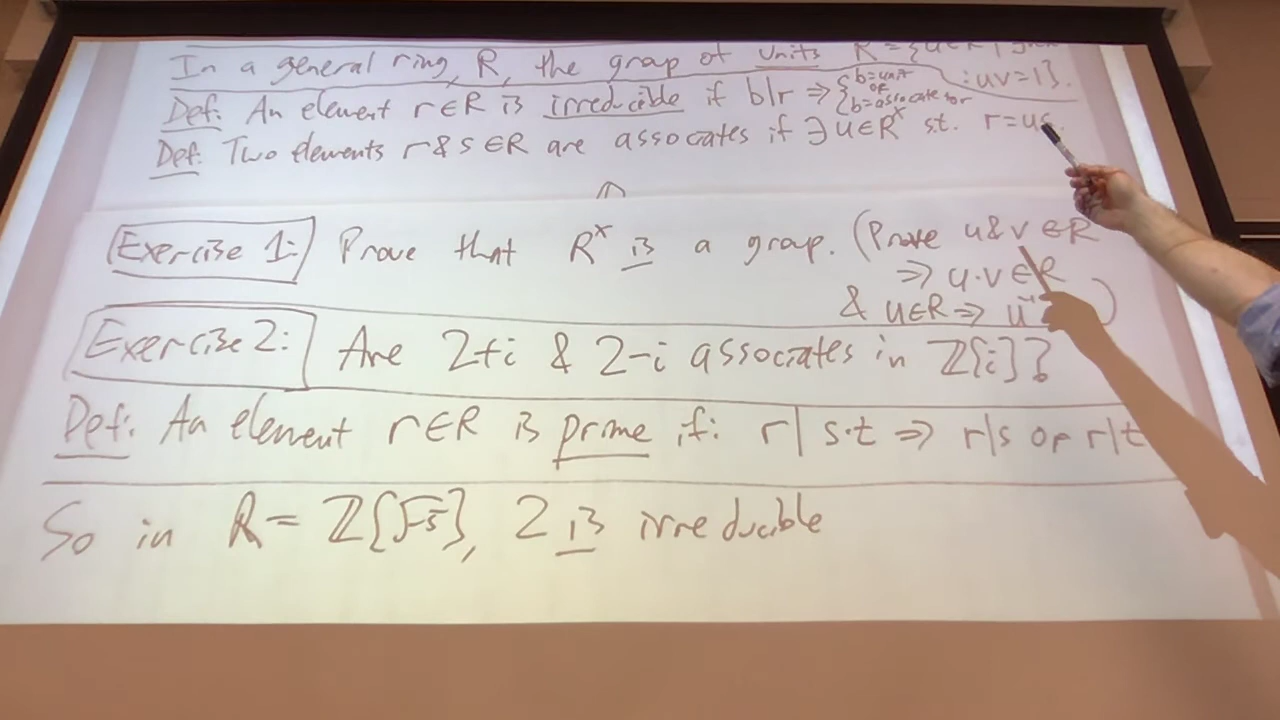 In a general ring, R, the group of units R = {u ∈ R |
: uv = 1}.
Def: An element r ∈ R is irreducible if b|r ⇒ { b = unit
or
b = associate for
Def: Two elements r & s ∈ R are associates if ∃ u ∈ R^x s.t. r = us.
Exercise 1: Prove that R^x is a group. (Prove u & v ∈ R
⇒ u·v ∈ R
& u ∈ R ⇒ u^-1 )
Exercise 2: Are 2+i & 2-i associates in Z[i]?
Def: An element r ∈ R is prime if: r | s·t ⇒ r|s or r|t
So in R = Z[√-5], 2 is irreducible